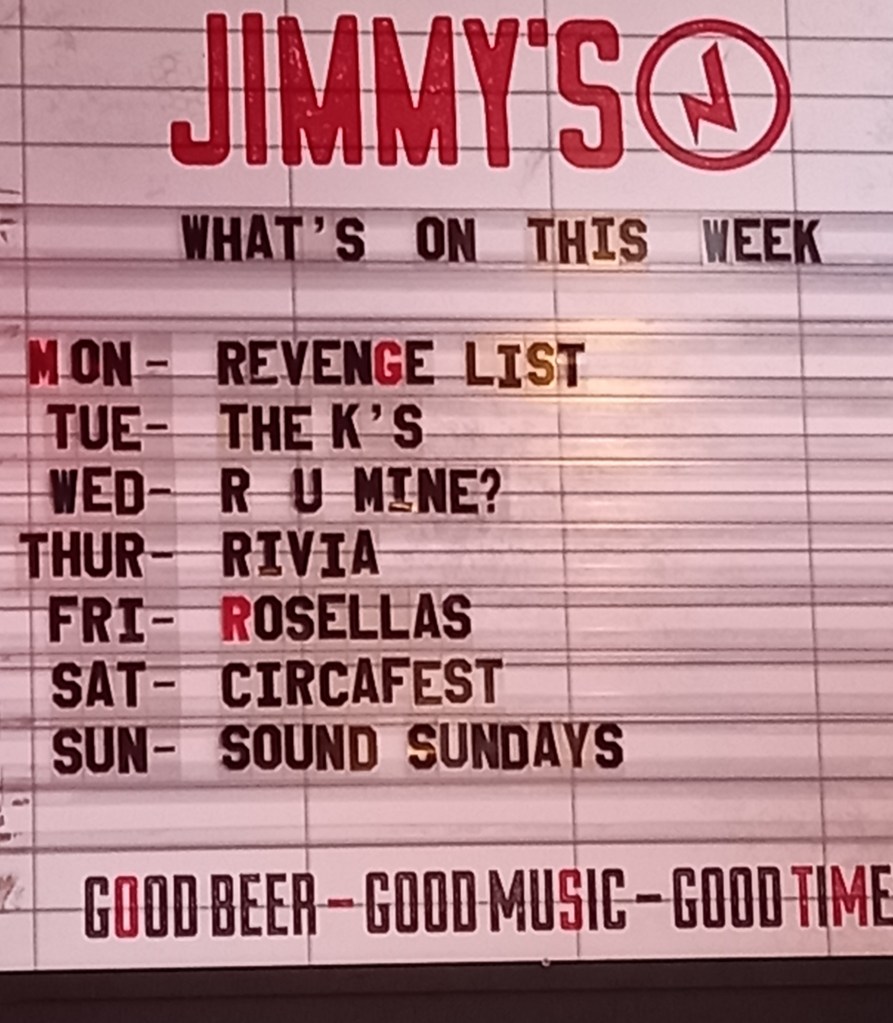 JIMMY'S
WHAT'S ON THIS WEEK
MON- REVENGE LIST
TUE- THE K'S
WED- R U MINE?
THUR- RIVIA
FRI- ROSELLAS
SAT- CIRCAFEST
SUN- SOUND SUNDAYS
GOOD BEER-GOOD MUSIC-GOOD TIME